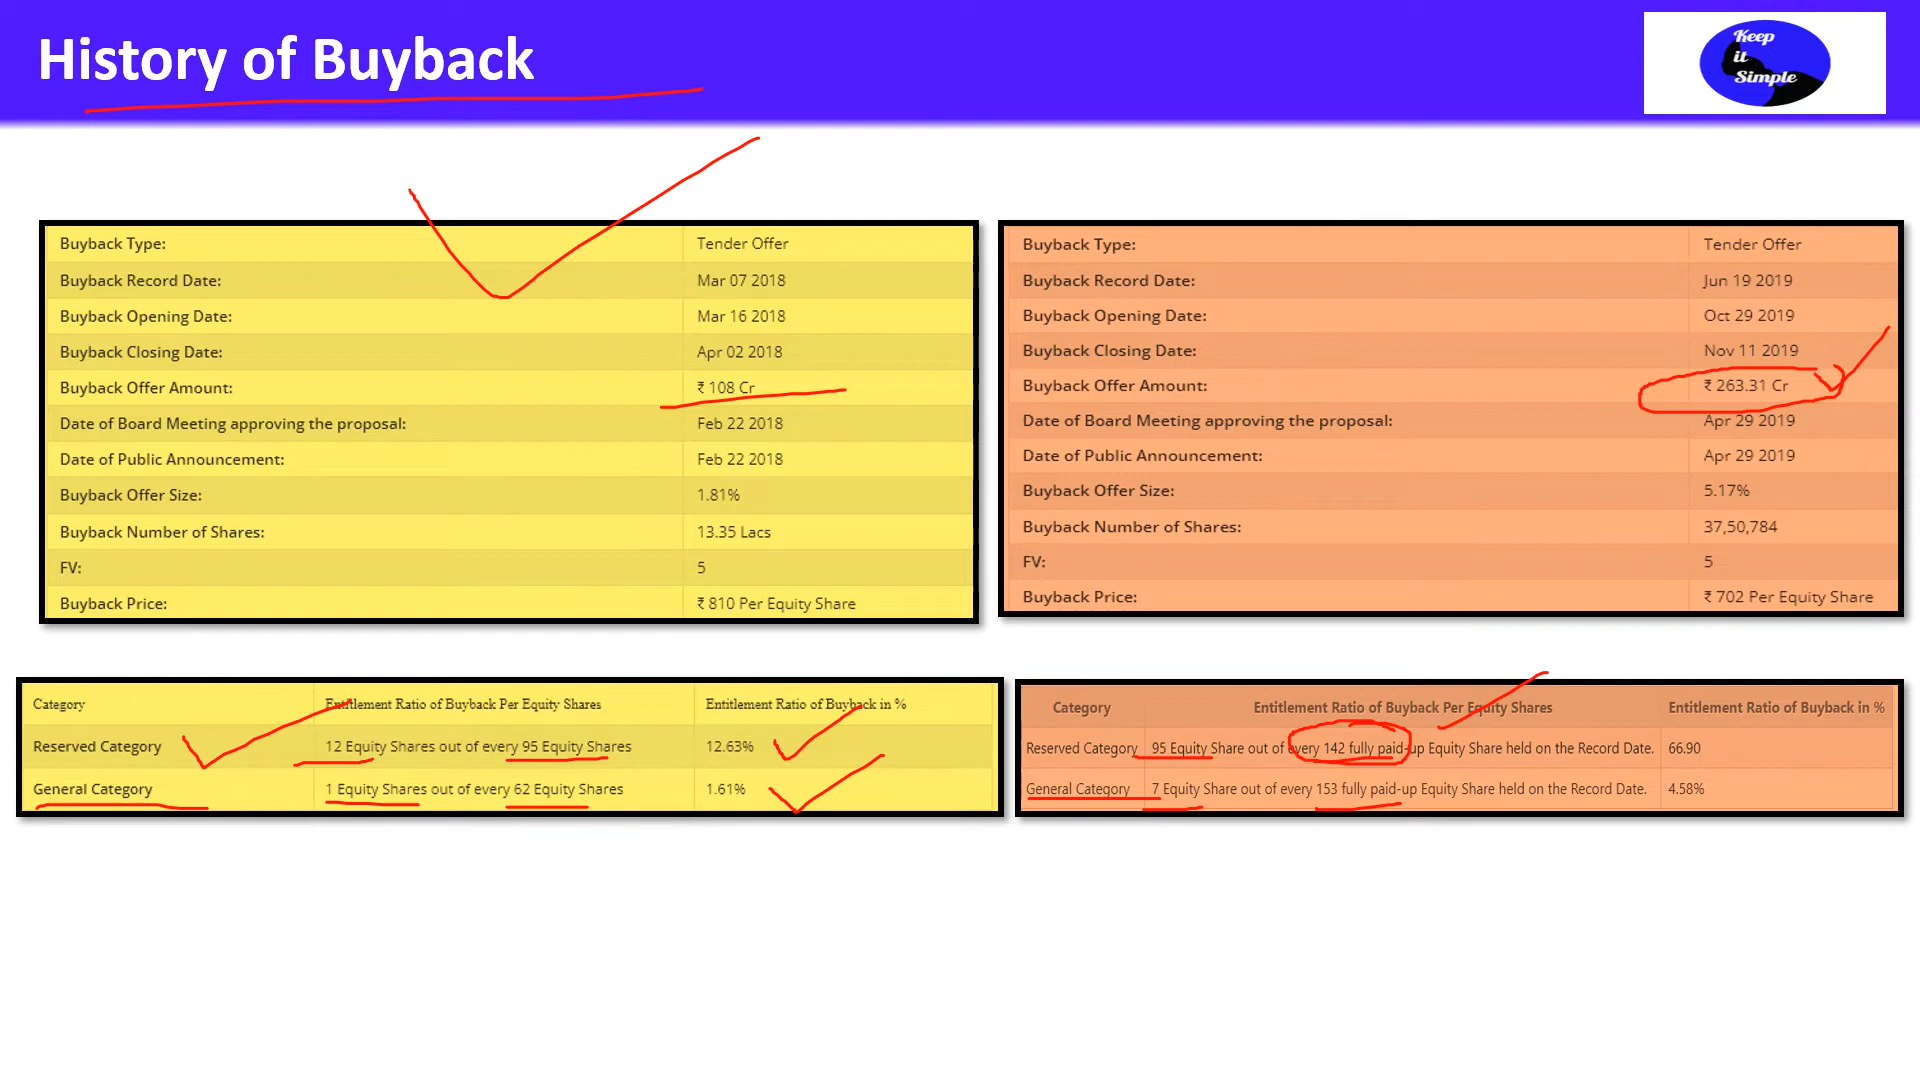 History of Buyback
Keep
it
Simple
Buyback Type: Tender Offer
Buyback Record Date: Mar 07 2018
Buyback Opening Date: Mar 16 2018
Buyback Closing Date: Apr 02 2018
Buyback Offer Amount: ₹ 108 Cr
Date of Board Meeting approving the proposal: Feb 22 2018
Date of Public Announcement: Feb 22 2018
Buyback Offer Size: 1.81%
Buyback Number of Shares: 13.35 Lacs
FV: 5
Buyback Price: ₹ 810 Per Equity Share
Buyback Type: Tender Offer
Buyback Record Date: Jun 19 2019
Buyback Opening Date: Oct 29 2019
Buyback Closing Date: Nov 11 2019
Buyback Offer Amount: ₹ 263.31 Cr
Date of Board Meeting approving the proposal: Apr 29 2019
Date of Public Announcement: Apr 29 2019
Buyback Offer Size: 5.17%
Buyback Number of Shares: 37,50,784
FV: 5
Buyback Price: ₹ 702 Per Equity Share
Category Entitlement Ratio of Buyback Per Equity Shares Entitlement Ratio of Buyback in %
Reserved Category 12 Equity Shares out of every 95 Equity Shares 12.63%
General Category 1 Equity Shares out of every 62 Equity Shares 1.61%
Category Entitlement Ratio of Buyback Per Equity Shares Entitlement Ratio of Buyback in %
Reserved Category 95 Equity Share out of every 142 fully paid-up Equity Share held on the Record Date. 66.90
General Category 7 Equity Share out of every 153 fully paid-up Equity Share held on the Record Date. 4.58%